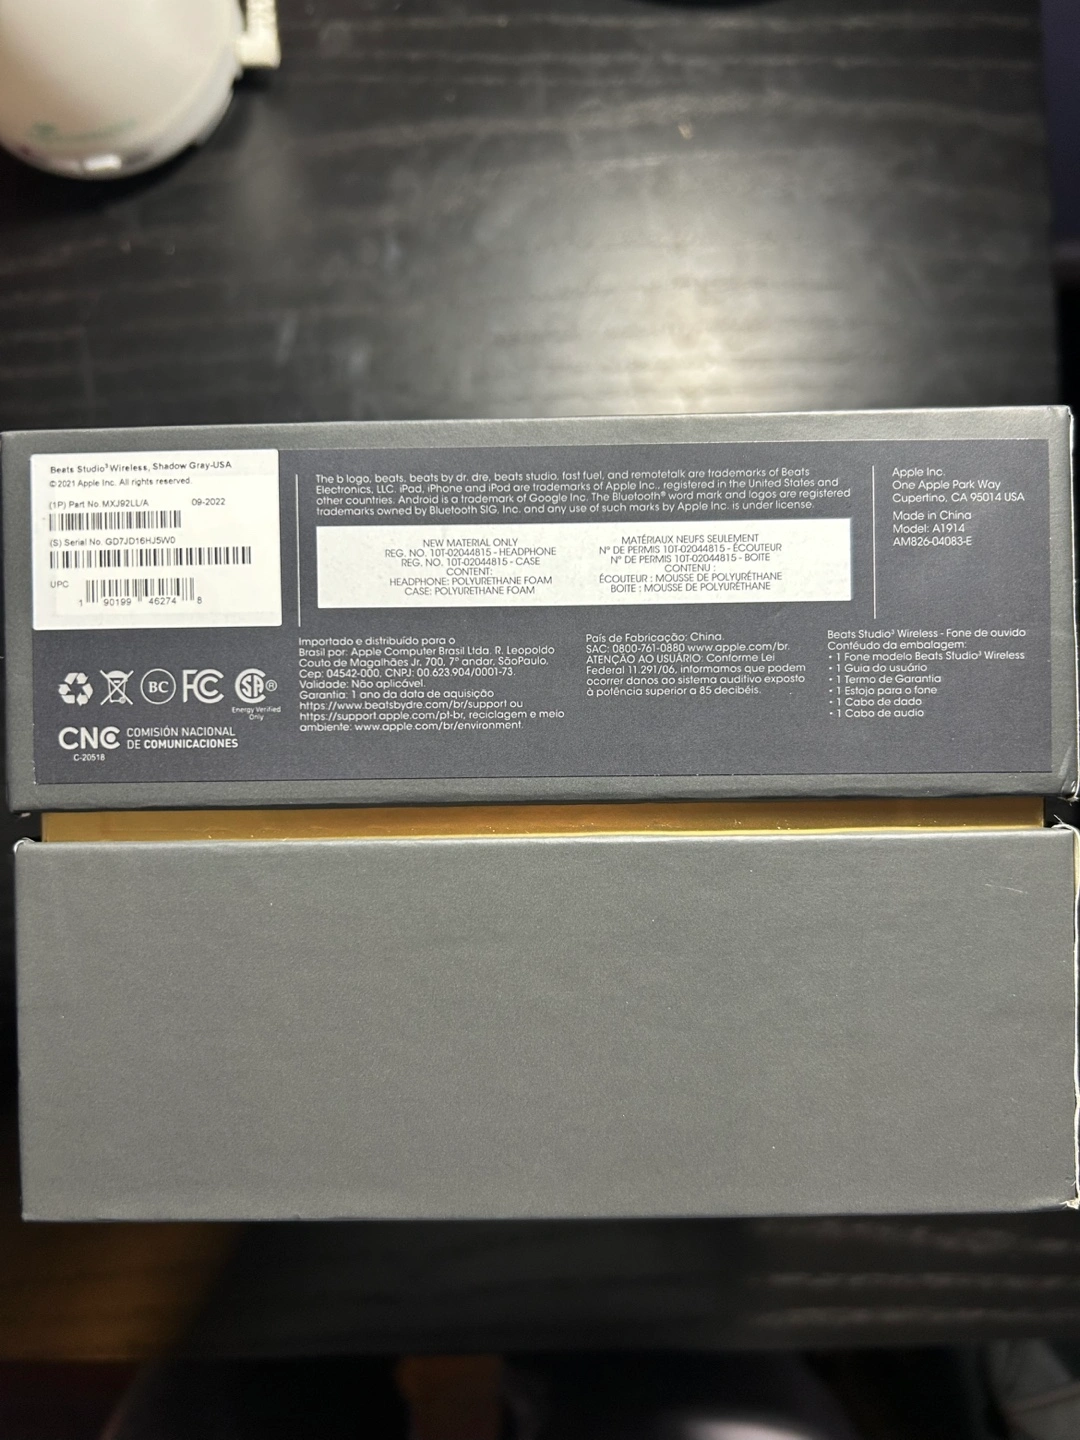 Beats Studio³ Wireless, Shadow Gray-USA
©2021 Apple Inc. All rights reserved.
(1P) Part No. MXJ92LL/A 09-2022
(S) Serial No. GD7JD16HJ5W0
UPC
1 90199 46274 8
The b logo, beats, beats by dr. dre, beats studio, fast fuel, and remotetalk are trademarks of Beats
Electronics, LLC. iPad, iPhone and iPod are trademarks of Apple Inc., registered in the United States and
other countries. Android is a trademark of Google Inc. The Bluetooth® word mark and logos are registered
trademarks owned by Bluetooth SIG, Inc. and any use of such marks by Apple Inc. is under license.
NEW MATERIAL ONLY
REG. NO. 10T-02044815 - HEADPHONE
REG. NO. 10T-02044815 - CASE
CONTENT:
HEADPHONE: POLYURETHANE FOAM
CASE: POLYURETHANE FOAM
MATÉRIAUX NEUFS SEULEMENT
N° DE PERMIS 10T-02044815 - ÉCOUTEUR
N° DE PERMIS 10T-02044815 - BOITE
CONTENU :
ÉCOUTEUR : MOUSSE DE POLYURÉTHANE
BOITE : MOUSSE DE POLYURÉTHANE
Apple Inc.
One Apple Park Way
Cupertino, CA 95014 USA
Made in China
Model: A1914
AM826-04083-E
BC
FC
SA®
Energy Verified
Only
CNC COMISIÓN NACIONAL
DE COMUNICACIONES
C-20518
Importado e distribuído para o
Brasil por: Apple Computer Brasil Ltda. R. Leopoldo
Couto de Magalhães Jr, 700, 7° andar, SãoPaulo.
Cep: 04542-000, CNPJ: 00.623.904/0001-73.
Validade: Não aplicável.
Garantia: 1 ano da data de aquisição
https://www.beatsbydre.com/br/support ou
https://support.apple.com/pt-br, reciclagem e meio
ambiente: www.apple.com/br/environment.
País de Fabricação: China.
SAC: 0800-761-0880 www.apple.com/br.
ATENÇÃO AO USUÁRIO: Conforme Lei
Federal 11.291/06, informamos que podem
ocorrer danos ao sistema auditivo exposto
à potência superior a 85 decibéis.
Beats Studio³ Wireless - Fone de ouvido
Contéudo da embalagem:
• 1 Fone modelo Beats Studio³ Wireless
• 1 Guia do usuário
• 1 Termo de Garantia
• 1 Estojo para o fone
• 1 Cabo de dado
• 1 Cabo de audio